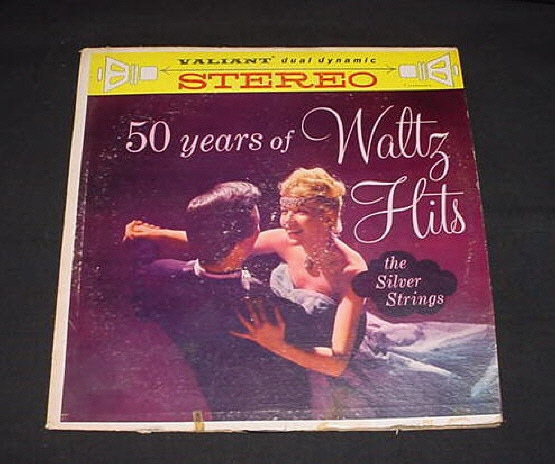 VALIANT dual dynamic
STEREO
50 years of Waltz
Hits
the
Silver
Strings